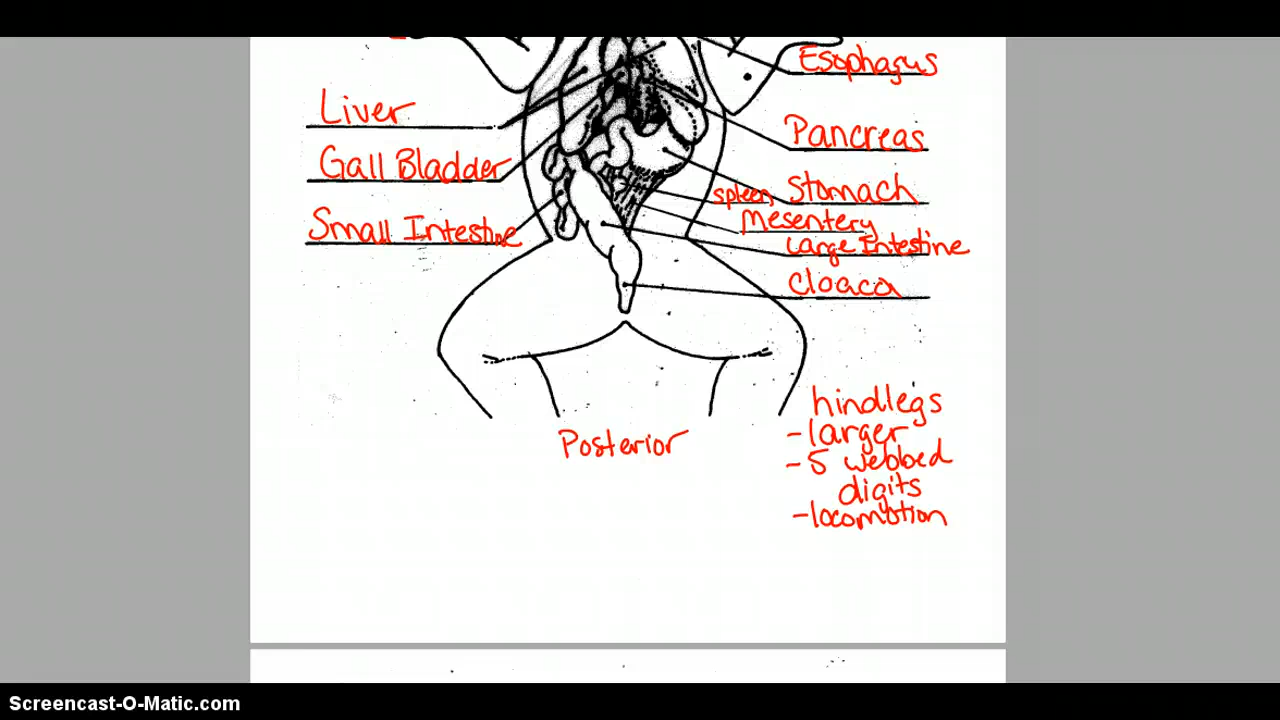 Esophagus
Liver
Pancreas
Gall Bladder
Stomach
spleen
Mesentery
Small Intestine
Large Intestine
Cloaca
hindlegs
- larger
- 5 webbed
digits
- locomotion
Posterior
Screencast-O-Matic.com